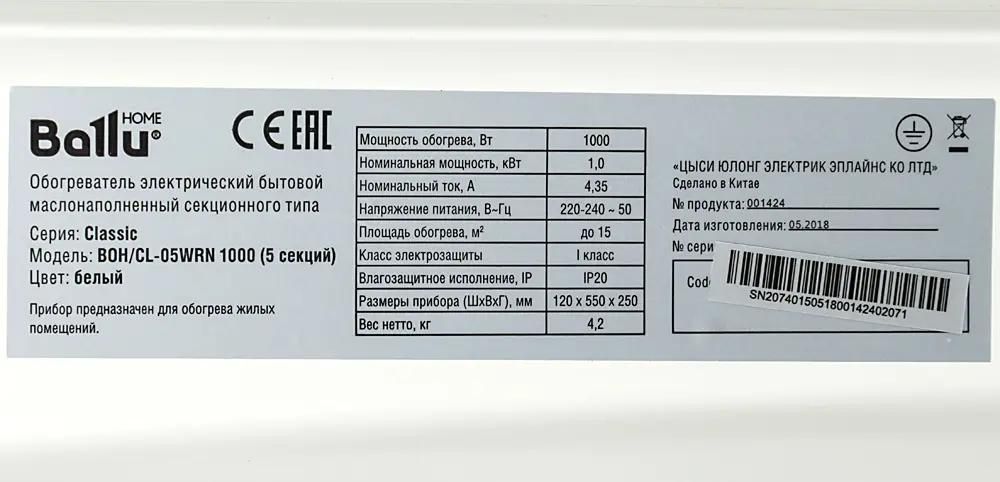 Ballu® HOME
CE EAC
Обогреватель электрический бытовой
маслонаполненный секционного типа
Серия: Classic
Модель: BOH/CL-05WRN 1000 (5 секций)
Цвет: белый
Прибор предназначен для обогрева жилых
помещений.
Мощность обогрева, Вт 1000
Номинальная мощность, кВт 1,0
Номинальный ток, А 4,35
Напряжение питания, В~Гц 220-240 ~ 50
Площадь обогрева, м² до 15
Класс электрозащиты I класс
Влагозащитное исполнение, IP IP20
Размеры прибора (ШхВхГ), мм 120 x 550 x 250
Вес нетто, кг 4,2
«ЦЫСИ ЮЛОНГ ЭЛЕКТРИК ЭПЛАЙНС КО ЛТД»
Сделано в Китае
№ продукта: 001424
Дата изготовления: 05.2018
№ сери
Cod
SN2074015051800142402071